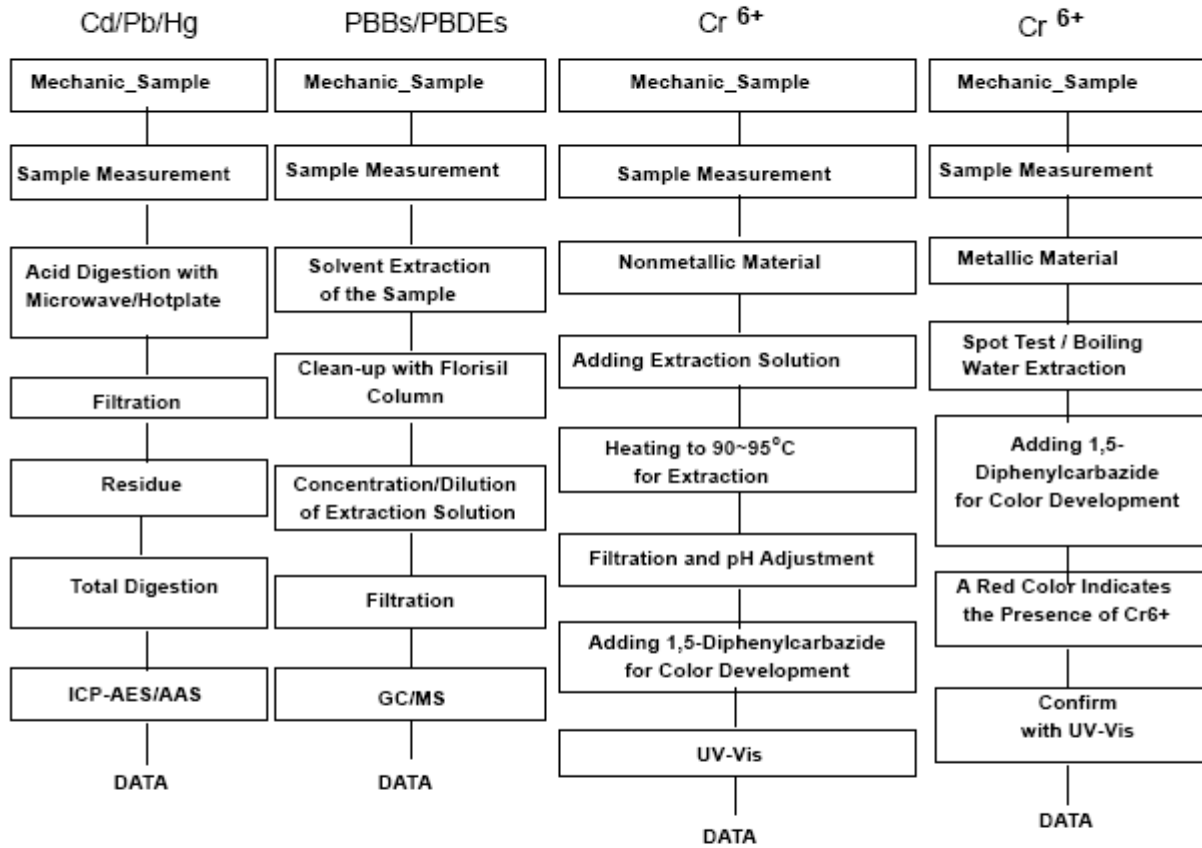 Cd/Pb/Hg
Mechanic_Sample
Sample Measurement
Acid Digestion with
Microwave/Hotplate
Filtration
Residue
Total Digestion
ICP-AES/AAS
DATA
PBBs/PBDEs
Mechanic_Sample
Sample Measurement
Solvent Extraction
of the Sample
Clean-up with Florisil
Column
Concentration/Dilution
of Extraction Solution
Filtration
GC/MS
DATA
Cr 6+
Mechanic_Sample
Sample Measurement
Nonmetallic Material
Adding Extraction Solution
Heating to 90~95°C
for Extraction
Filtration and pH Adjustment
Adding 1,5-Diphenylcarbazide
for Color Development
UV-Vis
DATA
Cr 6+
Mechanic_Sample
Sample Measurement
Metallic Material
Spot Test / Boiling
Water Extraction
Adding 1,5-
Diphenylcarbazide
for Color Development
A Red Color Indicates
the Presence of Cr6+
Confirm
with UV-Vis
DATA